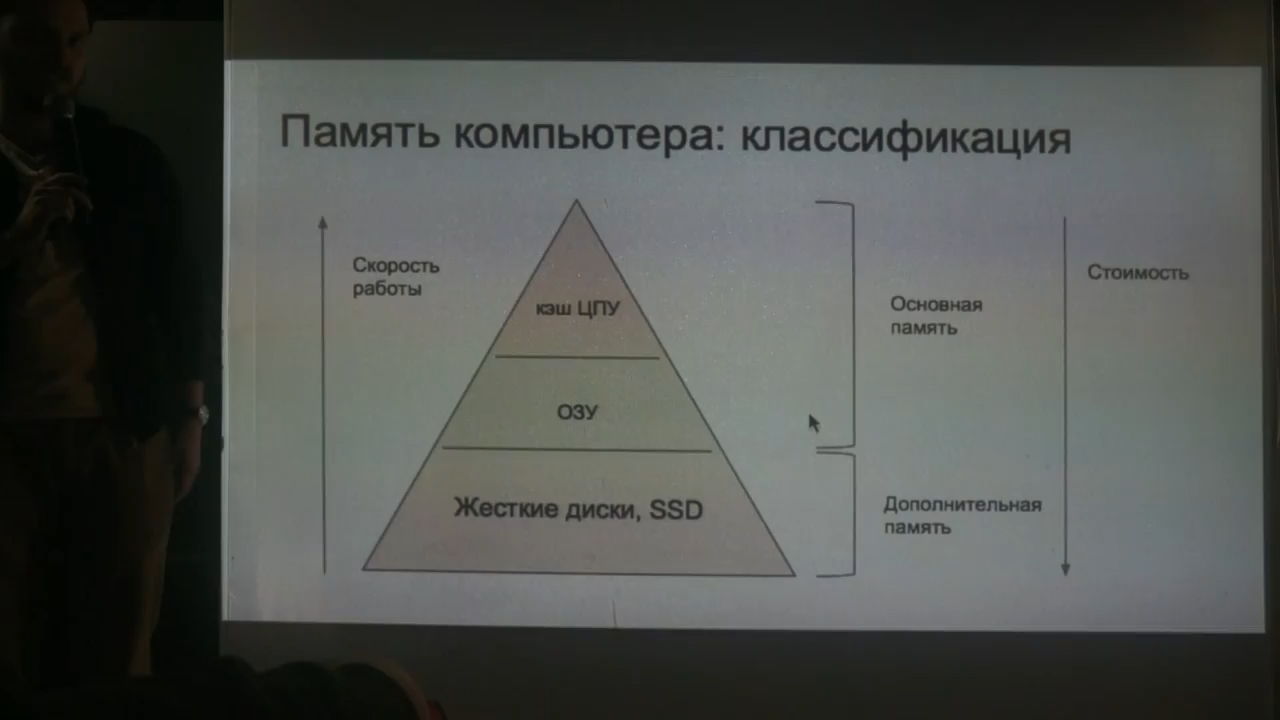 Память компьютера: классификация
Скорость
работы
кэш ЦПУ
ОЗУ
Жесткие диски, SSD
Основная
память
Дополнительная
память
Стоимость